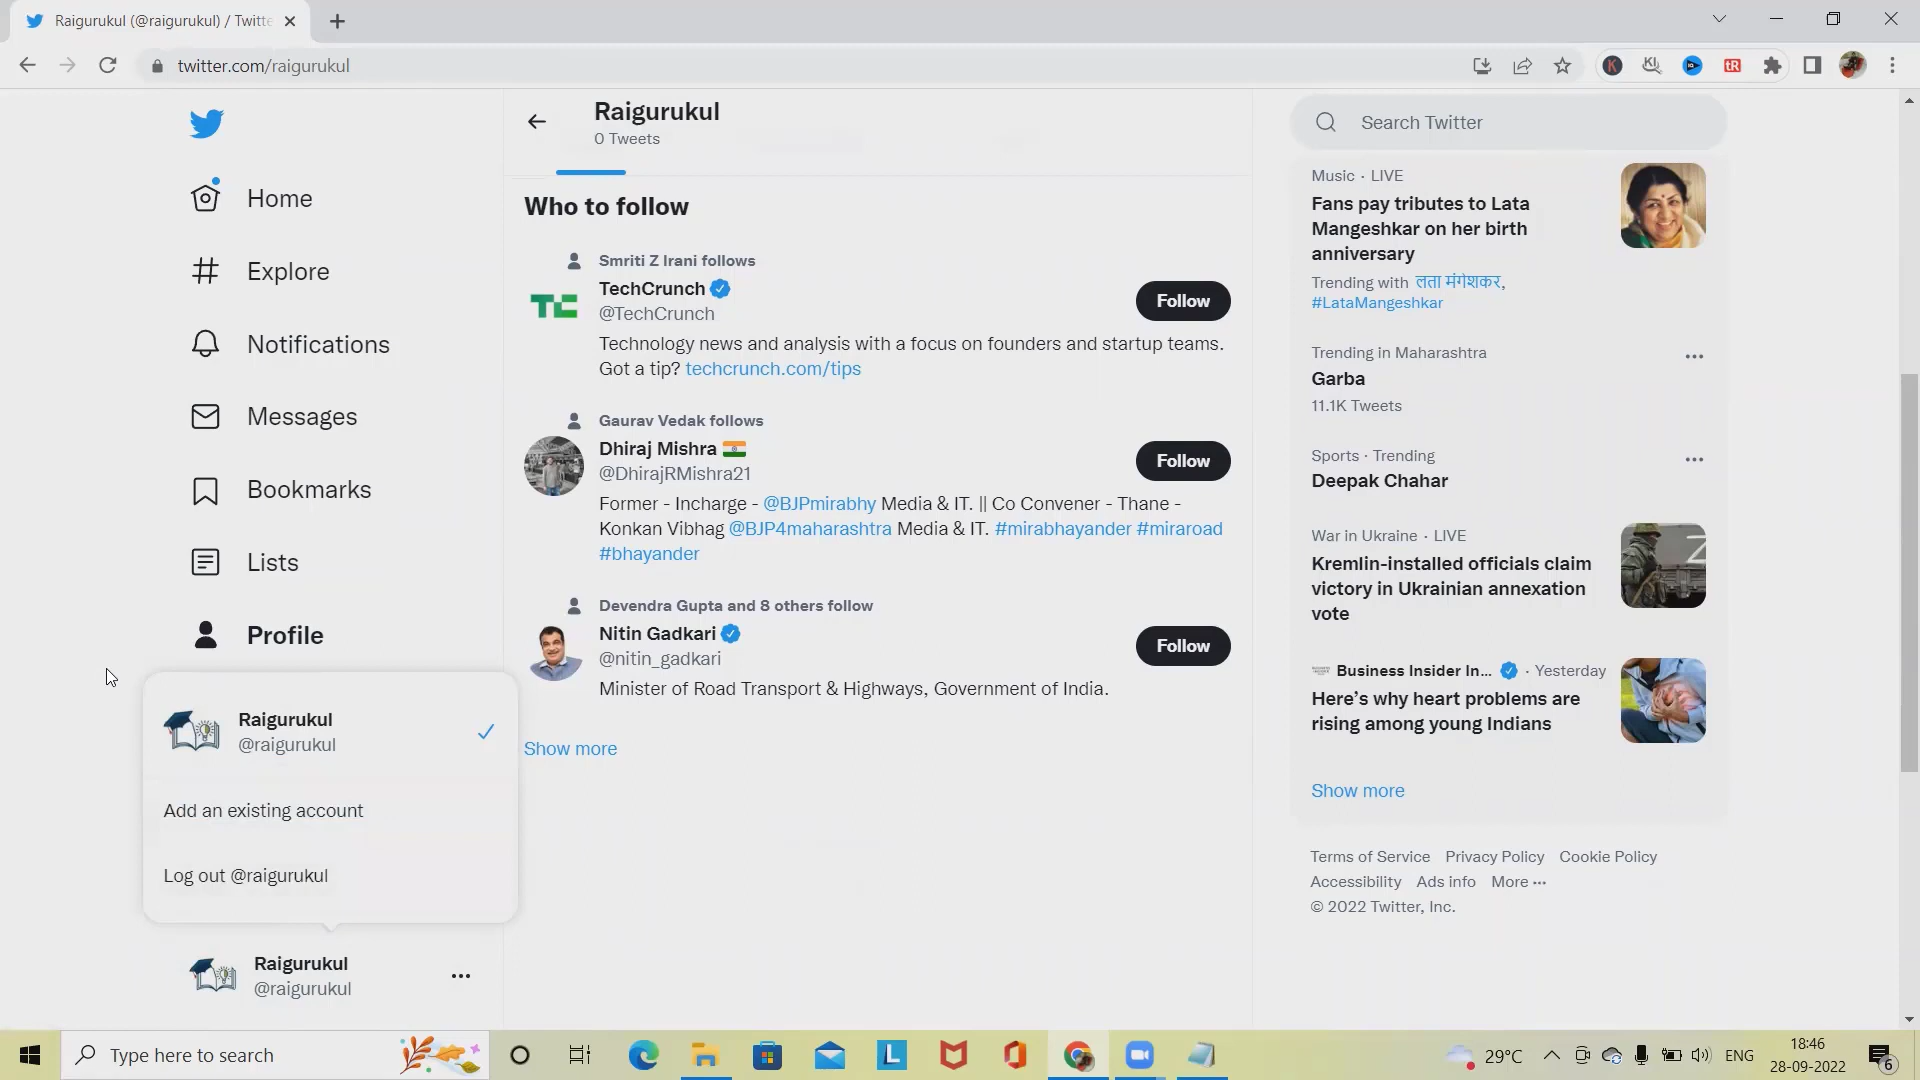 Raigurukul (@raigurukul) / Twitte
twitter.com/raigurukul
Home
Explore
Notifications
Messages
Bookmarks
Lists
Profile
Raigurukul
@raigurukul
Add an existing account
Log out @raigurukul
Raigurukul
@raigurukul
Raigurukul
0 Tweets
Who to follow
Smriti Z Irani follows
TechCrunch
@TechCrunch
Follow
Technology news and analysis with a focus on founders and startup teams.
Got a tip? techcrunch.com/tips
Gaurav Vedak follows
Dhiraj Mishra
@DhirajRMishra21
Follow
Former - Incharge - @BJPmirabhy Media & IT. || Co Convener - Thane -
Konkan Vibhag @BJP4maharashtra Media & IT. #mirabhayander #miraroad
#bhayander
Devendra Gupta and 8 others follow
Nitin Gadkari
@nitin_gadkari
Follow
Minister of Road Transport & Highways, Government of India.
Show more
Search Twitter
Music · LIVE
Fans pay tributes to Lata
Mangeshkar on her birth
anniversary
Trending with लता मंगेशकर,
#LataMangeshkar
Trending in Maharashtra
Garba
11.1K Tweets
Sports · Trending
Deepak Chahar
War in Ukraine · LIVE
Kremlin-installed officials claim
victory in Ukrainian annexation
vote
Business Insider In... · Yesterday
Here's why heart problems are
rising among young Indians
Show more
Terms of Service Privacy Policy Cookie Policy
Accessibility Ads info More ···
© 2022 Twitter, Inc.
Type here to search
29°C
ENG
18:46
28-09-2022
6